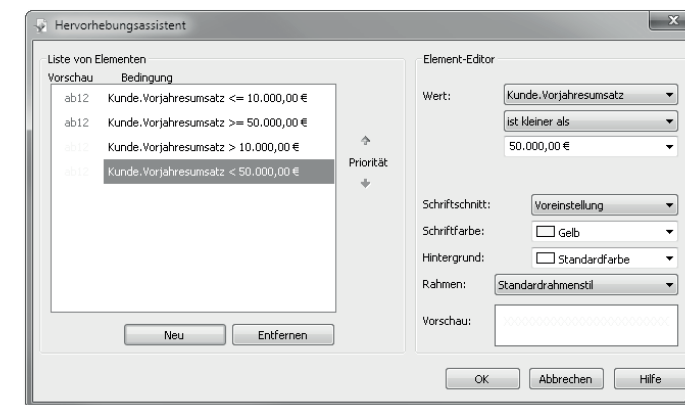 Hervorhebungsassistent
Liste von Elementen
Vorschau Bedingung
ab12 Kunde.Vorjahresumsatz <= 10.000,00 €
ab12 Kunde.Vorjahresumsatz >= 50.000,00 €
ab12 Kunde.Vorjahresumsatz > 10.000,00 €
ab12 Kunde.Vorjahresumsatz < 50.000,00 €
Priorität
Neu Entfernen
Element-Editor
Wert: Kunde.Vorjahresumsatz
ist kleiner als
50.000,00 €
Schriftschnitt: Voreinstellung
Schriftfarbe: Gelb
Hintergrund: Standardfarbe
Rahmen: Standardrahmenstil
Vorschau:
OK Abbrechen Hilfe